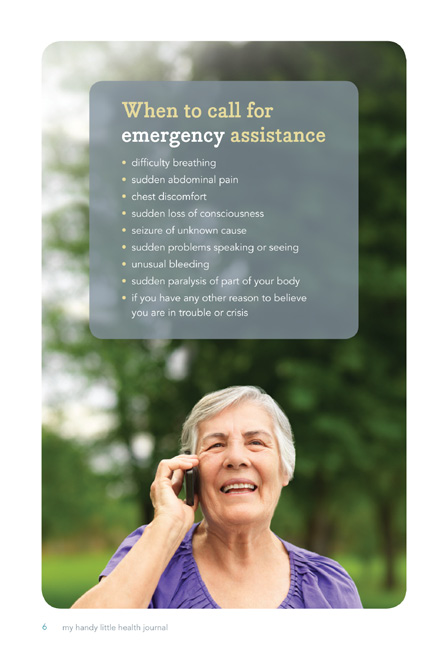 When to call for
emergency assistance
• difficulty breathing
• sudden abdominal pain
• chest discomfort
• sudden loss of consciousness
• seizure of unknown cause
• sudden problems speaking or seeing
• unusual bleeding
• sudden paralysis of part of your body
• if you have any other reason to believe
you are in trouble or crisis
6 my handy little health journal